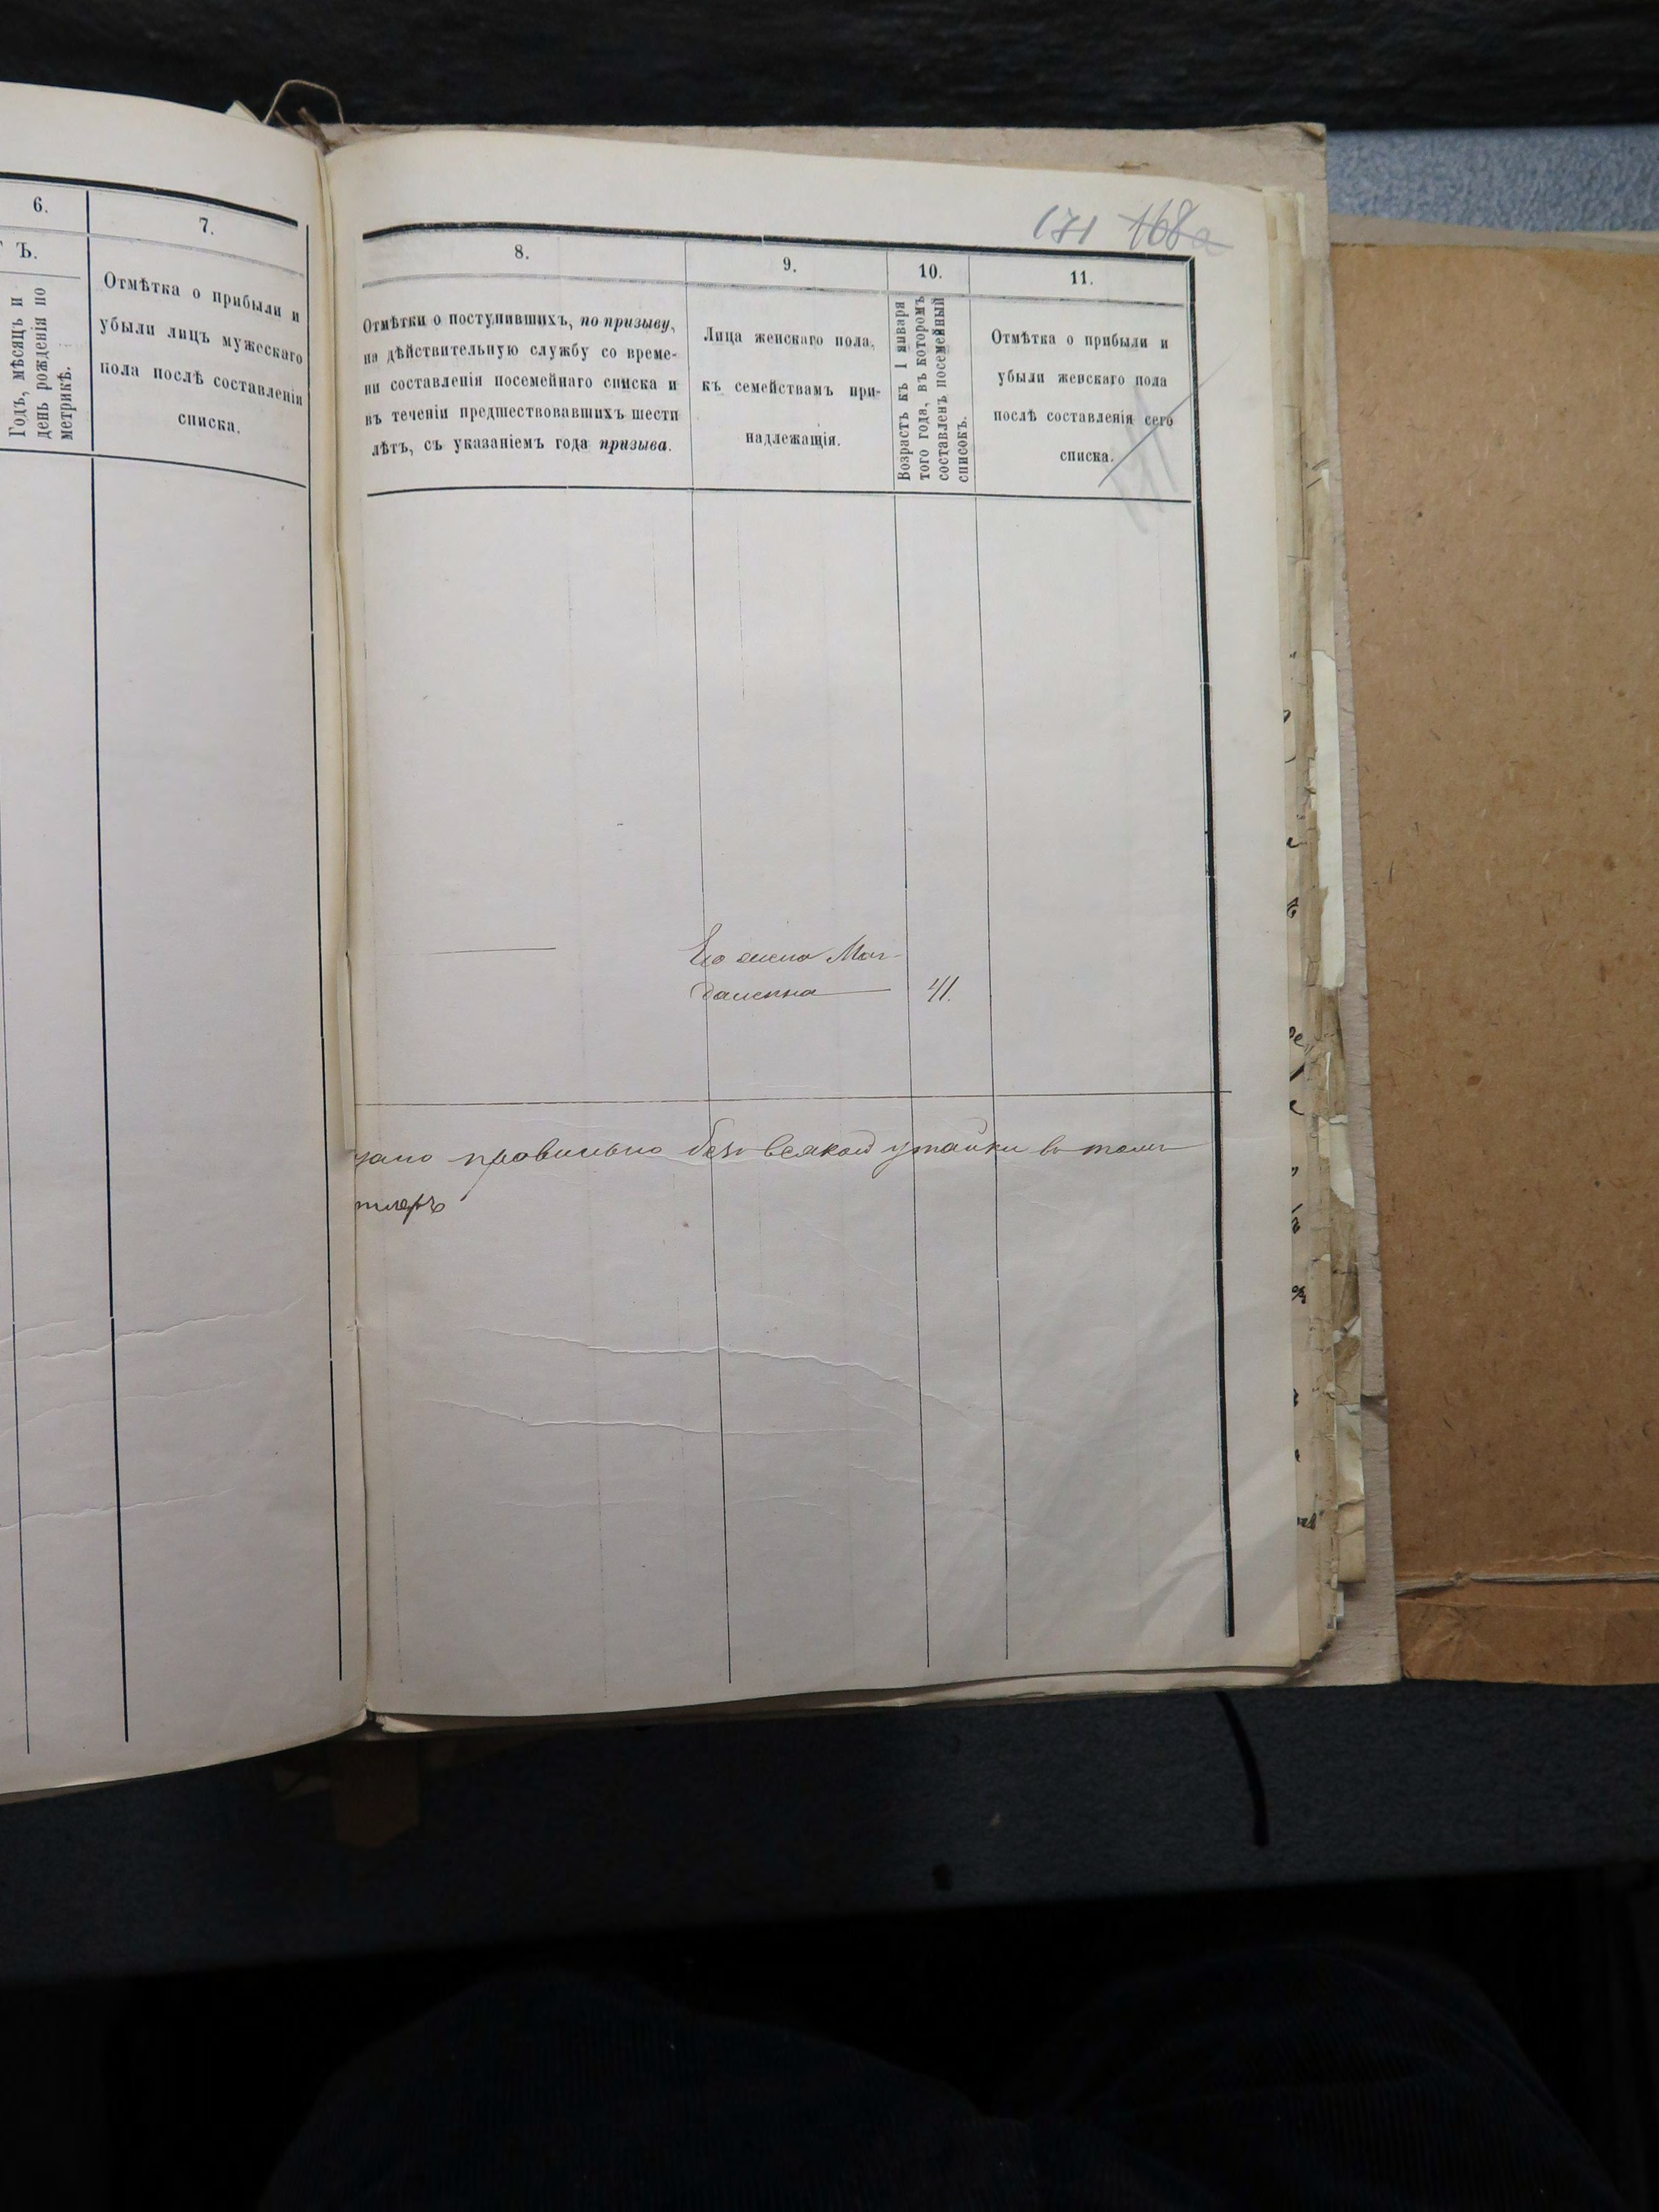 6.
7.
Ъ.
Годъ, мѣсяцъ и
день рожденія по
метрикѣ.
Отмѣтка о прибыли и
убыли лицъ мужескаго
пола послѣ составленія
списка.
171 168а
8.
9.
10.
11.
Отмѣтки о поступившихъ, по призыву,
на дѣйствительную службу со време-
ни составленія посемейнаго списка и
въ теченіи предшествовавшихъ шести
лѣтъ, съ указаніемъ года призыва.
Лица женскаго пола,
къ семействамъ при-
надлежащія.
Возрастъ къ 1 января
того года, въ которомъ
составленъ посемейный
списокъ.
Отмѣтка о прибыли и
убыли женскаго пола
послѣ составленія сего
списка.
Его жена Маг-
далена 41.
зано правильно безъ всякой утайки въ томъ